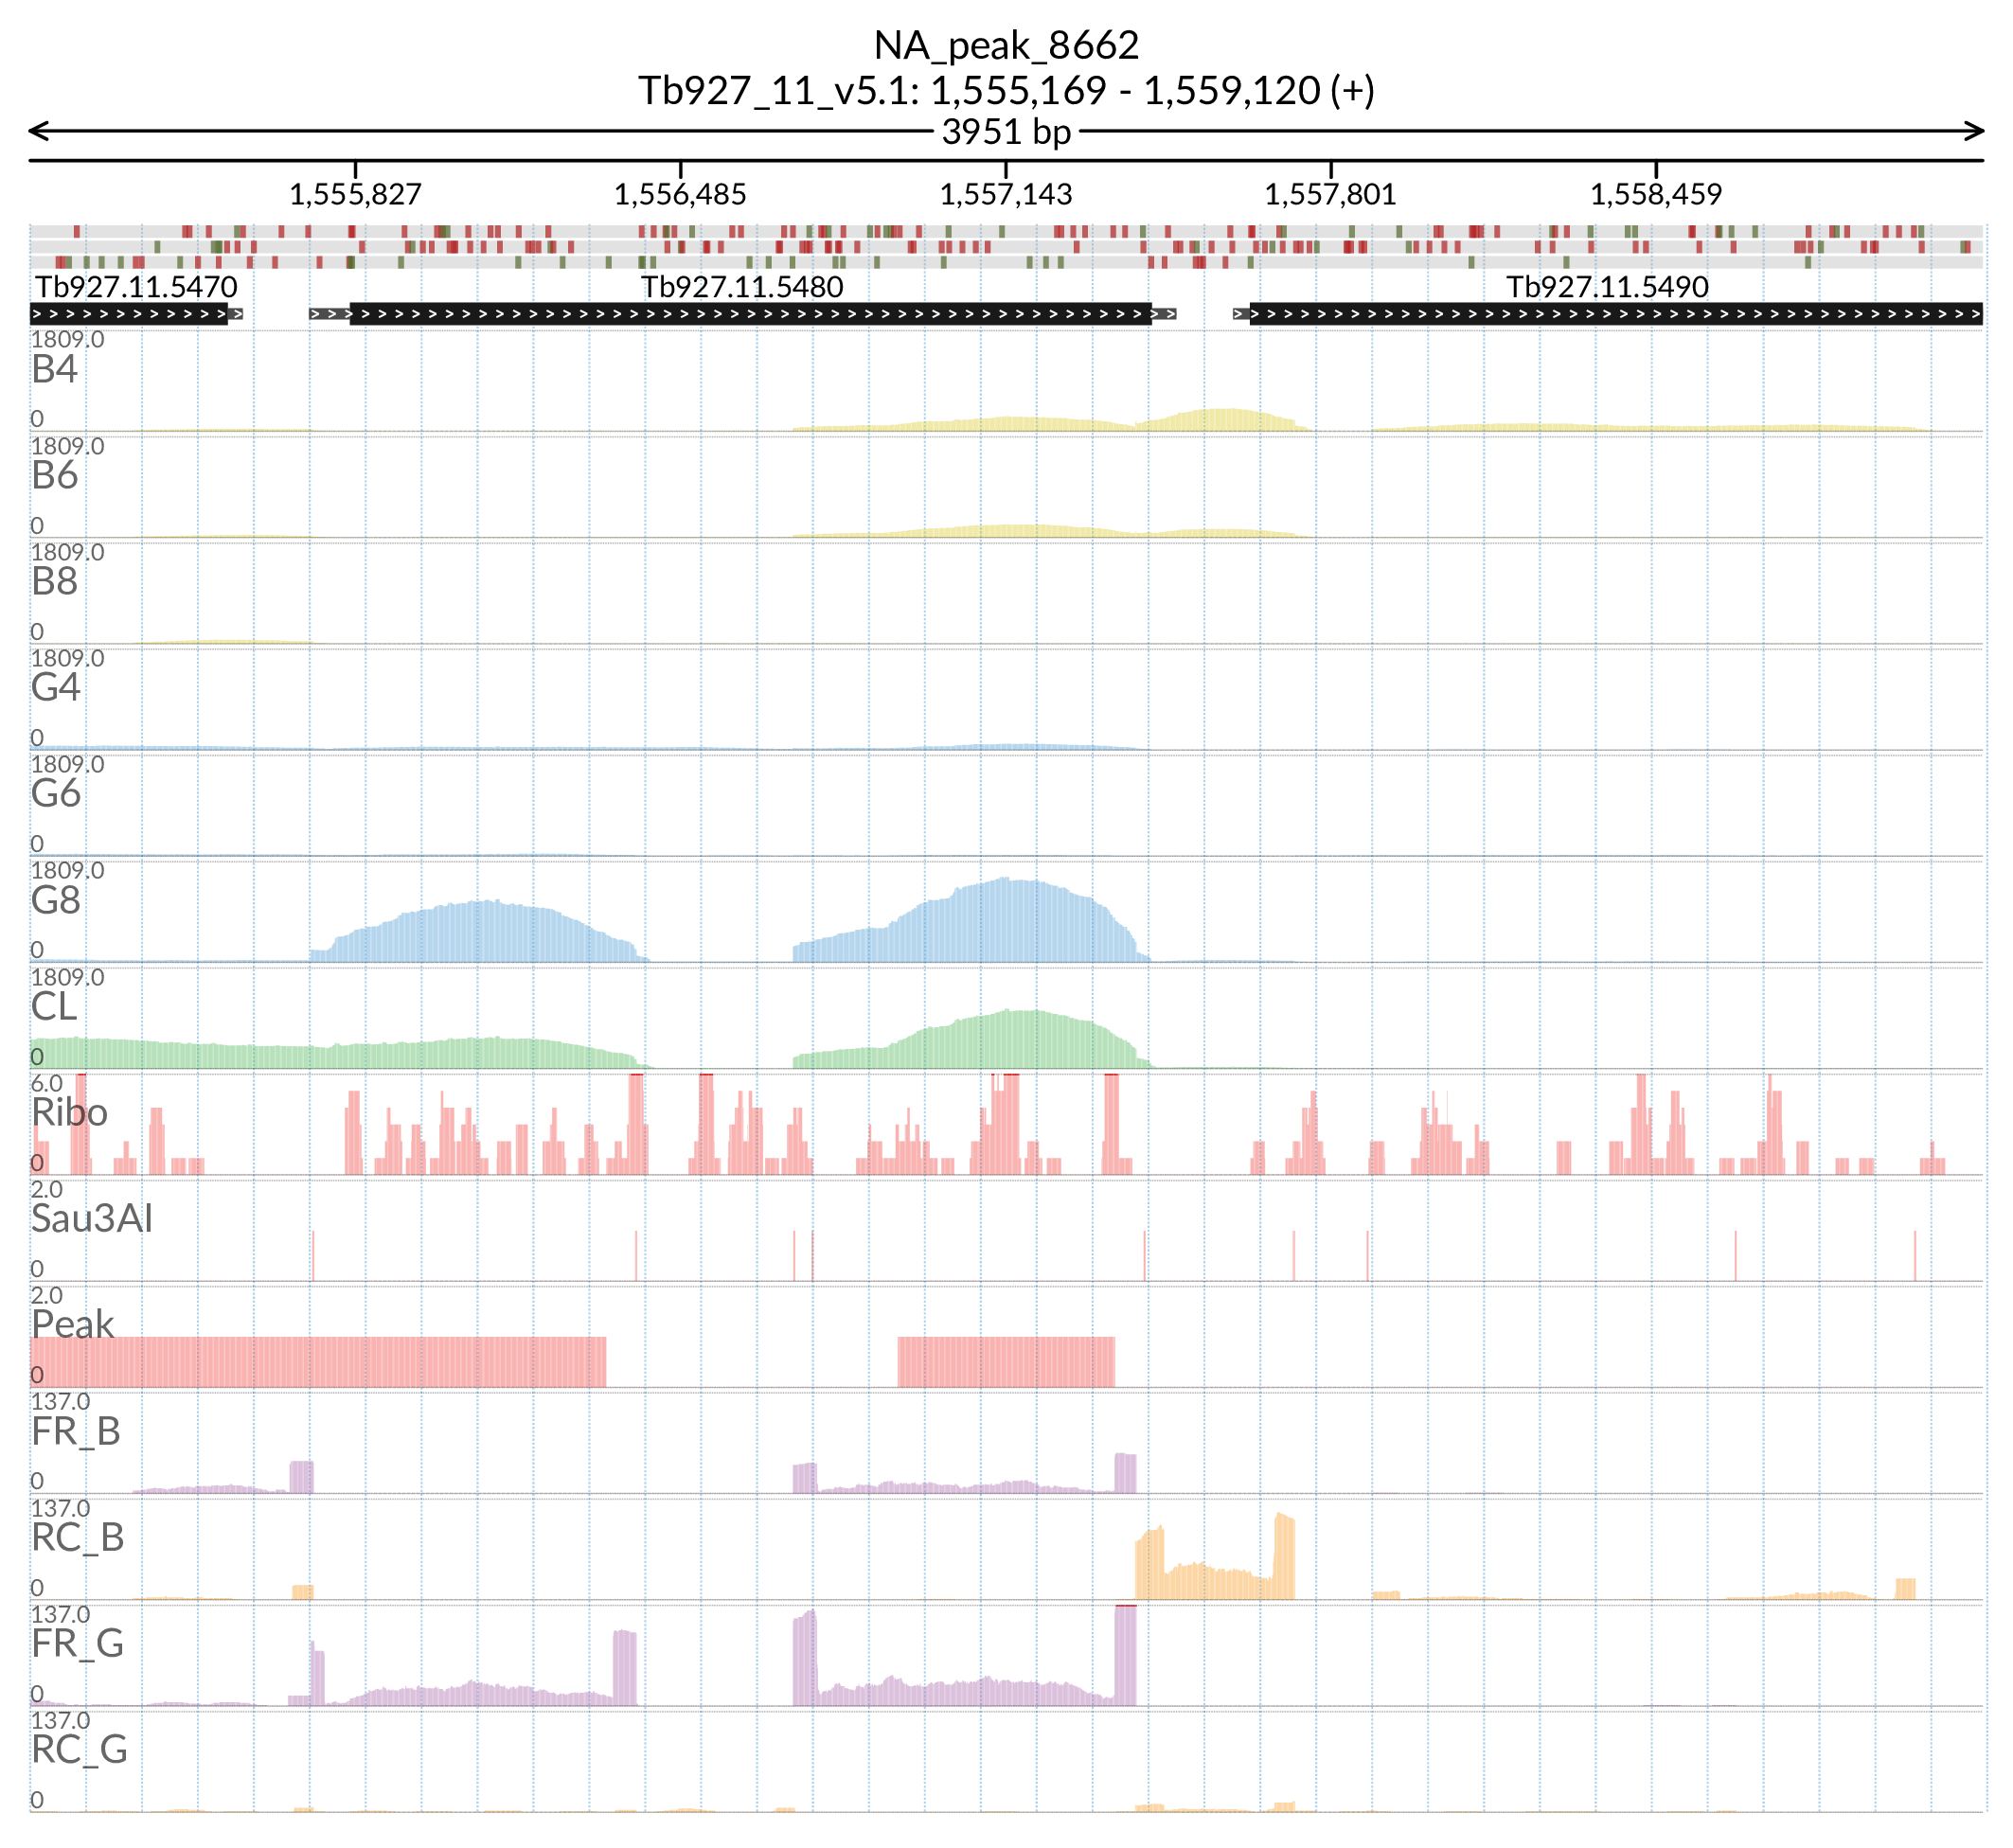 NA_peak_8662
Tb927_11_v5.1: 1,555,169 - 1,559,120 (+)
3951 bp
1,555,827 1,556,485 1,557,143 1,557,801 1,558,459
Tb927.11.5470 Tb927.11.5480 Tb927.11.5490
1809.0
B4
0
1809.0
B6
0
1809.0
B8
0
1809.0
G4
0
1809.0
G6
0
1809.0
G8
0
1809.0
CL
0
6.0
Ribo
0
2.0
Sau3AI
0
2.0
Peak
0
137.0
FR_B
0
137.0
RC_B
0
137.0
FR_G
0
137.0
RC_G
0